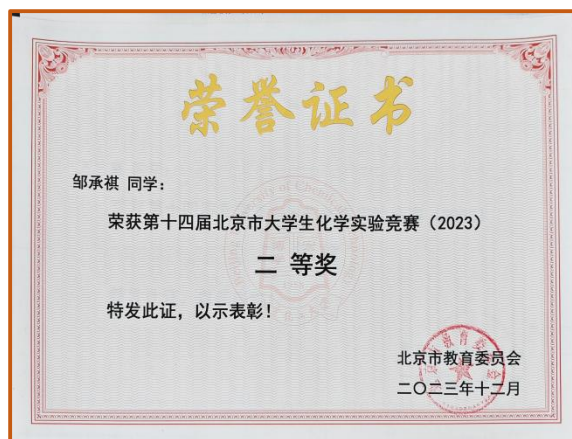 荣誉证书
邹承祺 同学：
荣获第十四届北京市大学生化学实验竞赛（2023）
二 等奖
特发此证，以示表彰！
北京市教育委员会
二〇二三年十二月